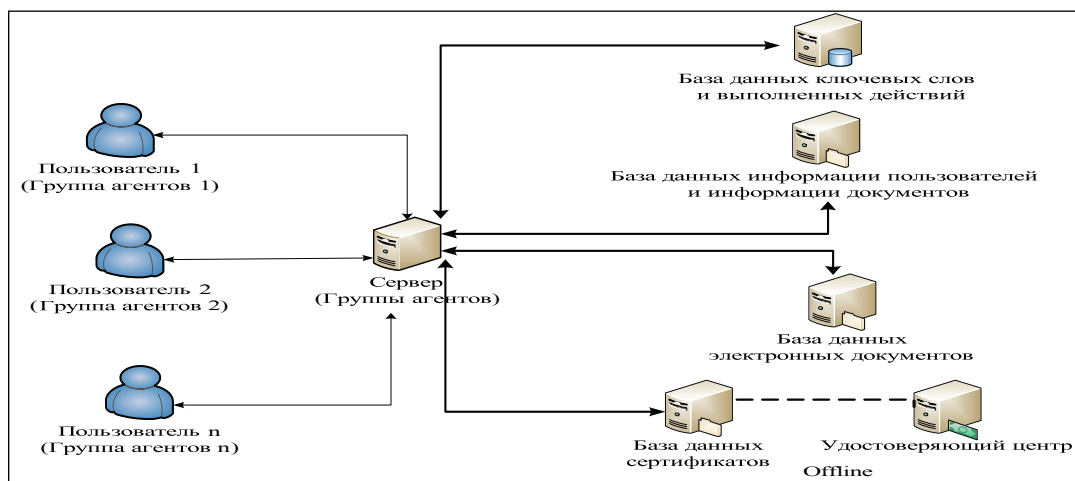 База данных ключевых слов
и выполненных действий
Пользователь 1
(Группа агентов 1)
База данных информации пользователей
и информации документов
Пользователь 2
(Группа агентов 2)
Сервер
(Группы агентов)
База данных
электронных документов
Пользователь n
(Группа агентов n)
База данных
сертификатов
Удостоверяющий центр
Offline